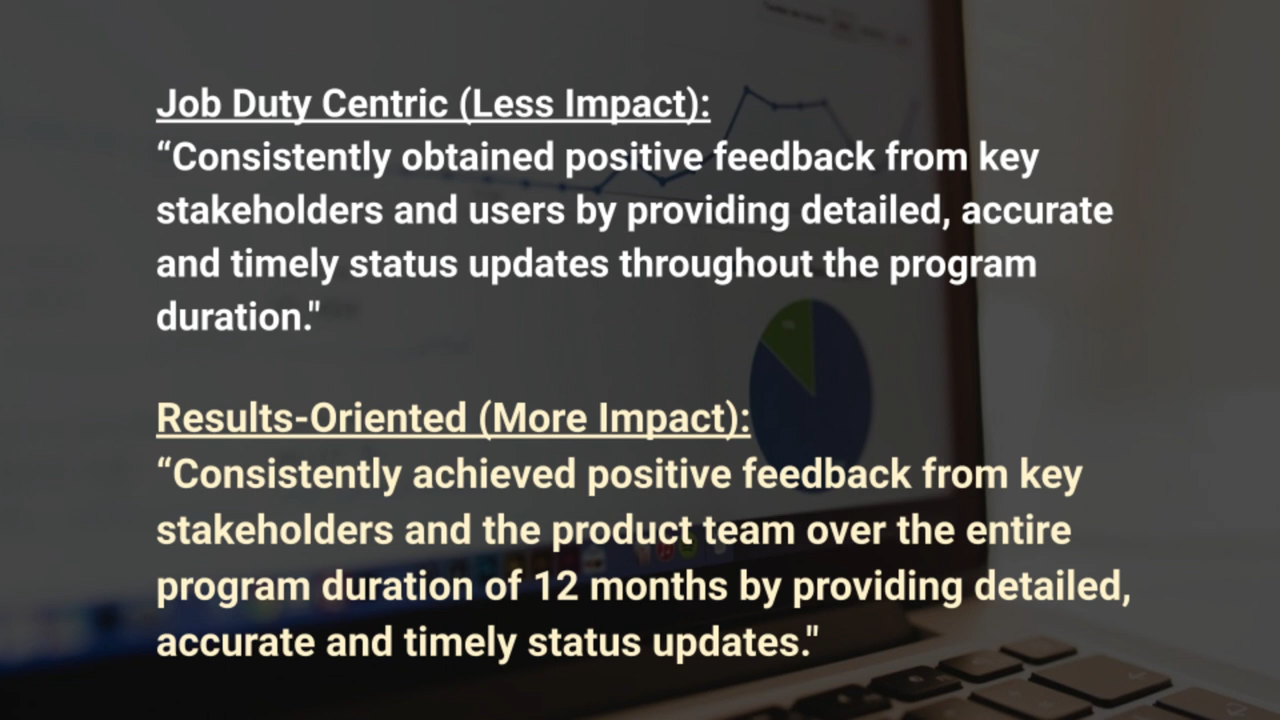 Job Duty Centric (Less Impact):
“Consistently obtained positive feedback from key
stakeholders and users by providing detailed, accurate
and timely status updates throughout the program
duration."
Results-Oriented (More Impact):
“Consistently achieved positive feedback from key
stakeholders and the product team over the entire
program duration of 12 months by providing detailed,
accurate and timely status updates."